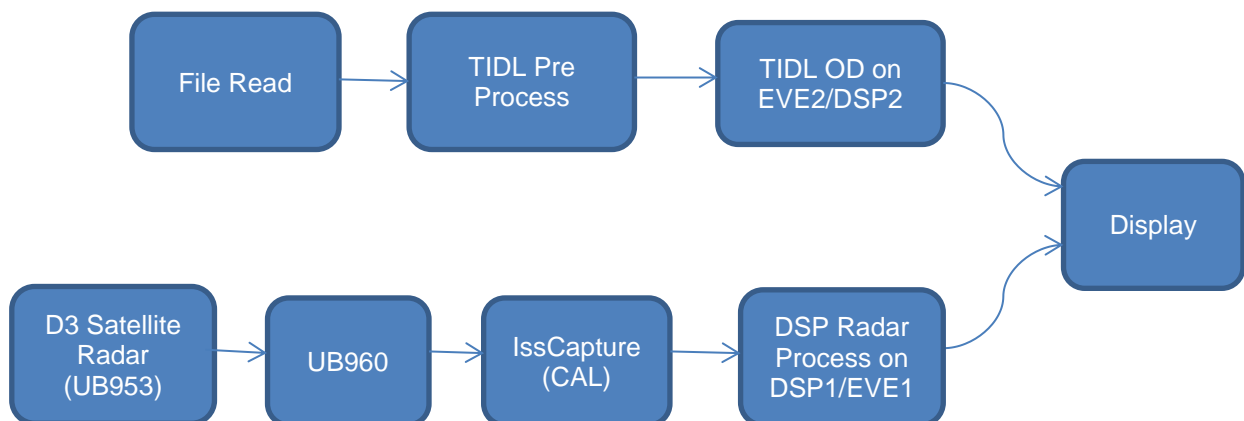 File Read
TIDL Pre
Process
TIDL OD on
EVE2/DSP2
Display
D3 Satellite
Radar
(UB953)
UB960
IssCapture
(CAL)
DSP Radar
Process on
DSP1/EVE1